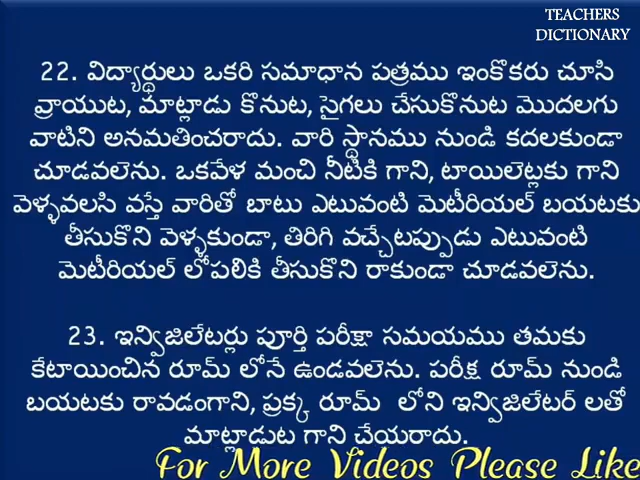 TEACHERS
DICTIONARY
22. విద్యార్థులు ఒకరి సమాధాన పత్రము ఇంకొకరు చూసి
వ్రాయుట, మాట్లాడు కొనుట, సైగలు చేసుకొనుట మొదలగు
వాటిని అనమతించరాదు. వారి స్థానము నుండి కదలకుండా
చూడవలెను. ఒకవేళ మంచి నీటికి గాని, టాయిలెట్లకు గాని
వెళ్ళవలసి వస్తే వారితో బాటు ఎటువంటి మెటీరియల్ బయటకు
తీసుకొని వెళ్ళకుండా, తిరిగి వచ్చేటప్పుడు ఎటువంటి
మెటీరియల్ లోపలికి తీసుకొని రాకుండా చూడవలెను.
23. ఇన్విజిలేటర్లు పూర్తి పరీక్షా సమయము తమకు
కేటాయించిన రూమ్ లోనే ఉండవలెను. పరీక్ష రూమ్ నుండి
బయటకు రావడంగాని, ప్రక్క రూమ్ లోని ఇన్విజిలేటర్ లతో
మాట్లాడుట గాని చేయరాదు.
For More Videos Please Like